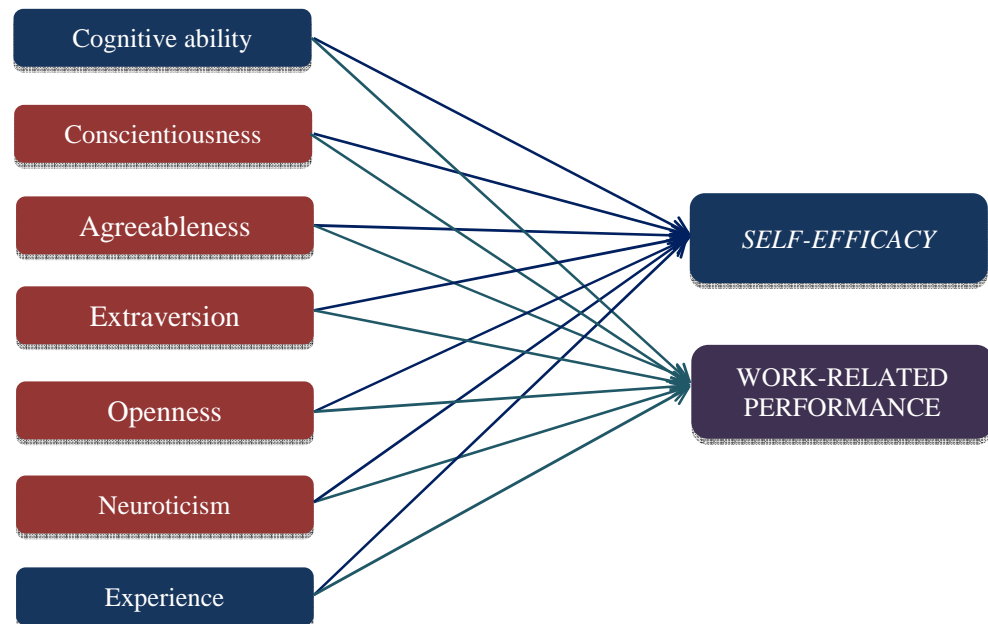 Cognitive ability
Conscientiousness
Agreeableness
Extraversion
Openness
Neuroticism
Experience
SELF-EFFICACY
WORK-RELATED
PERFORMANCE